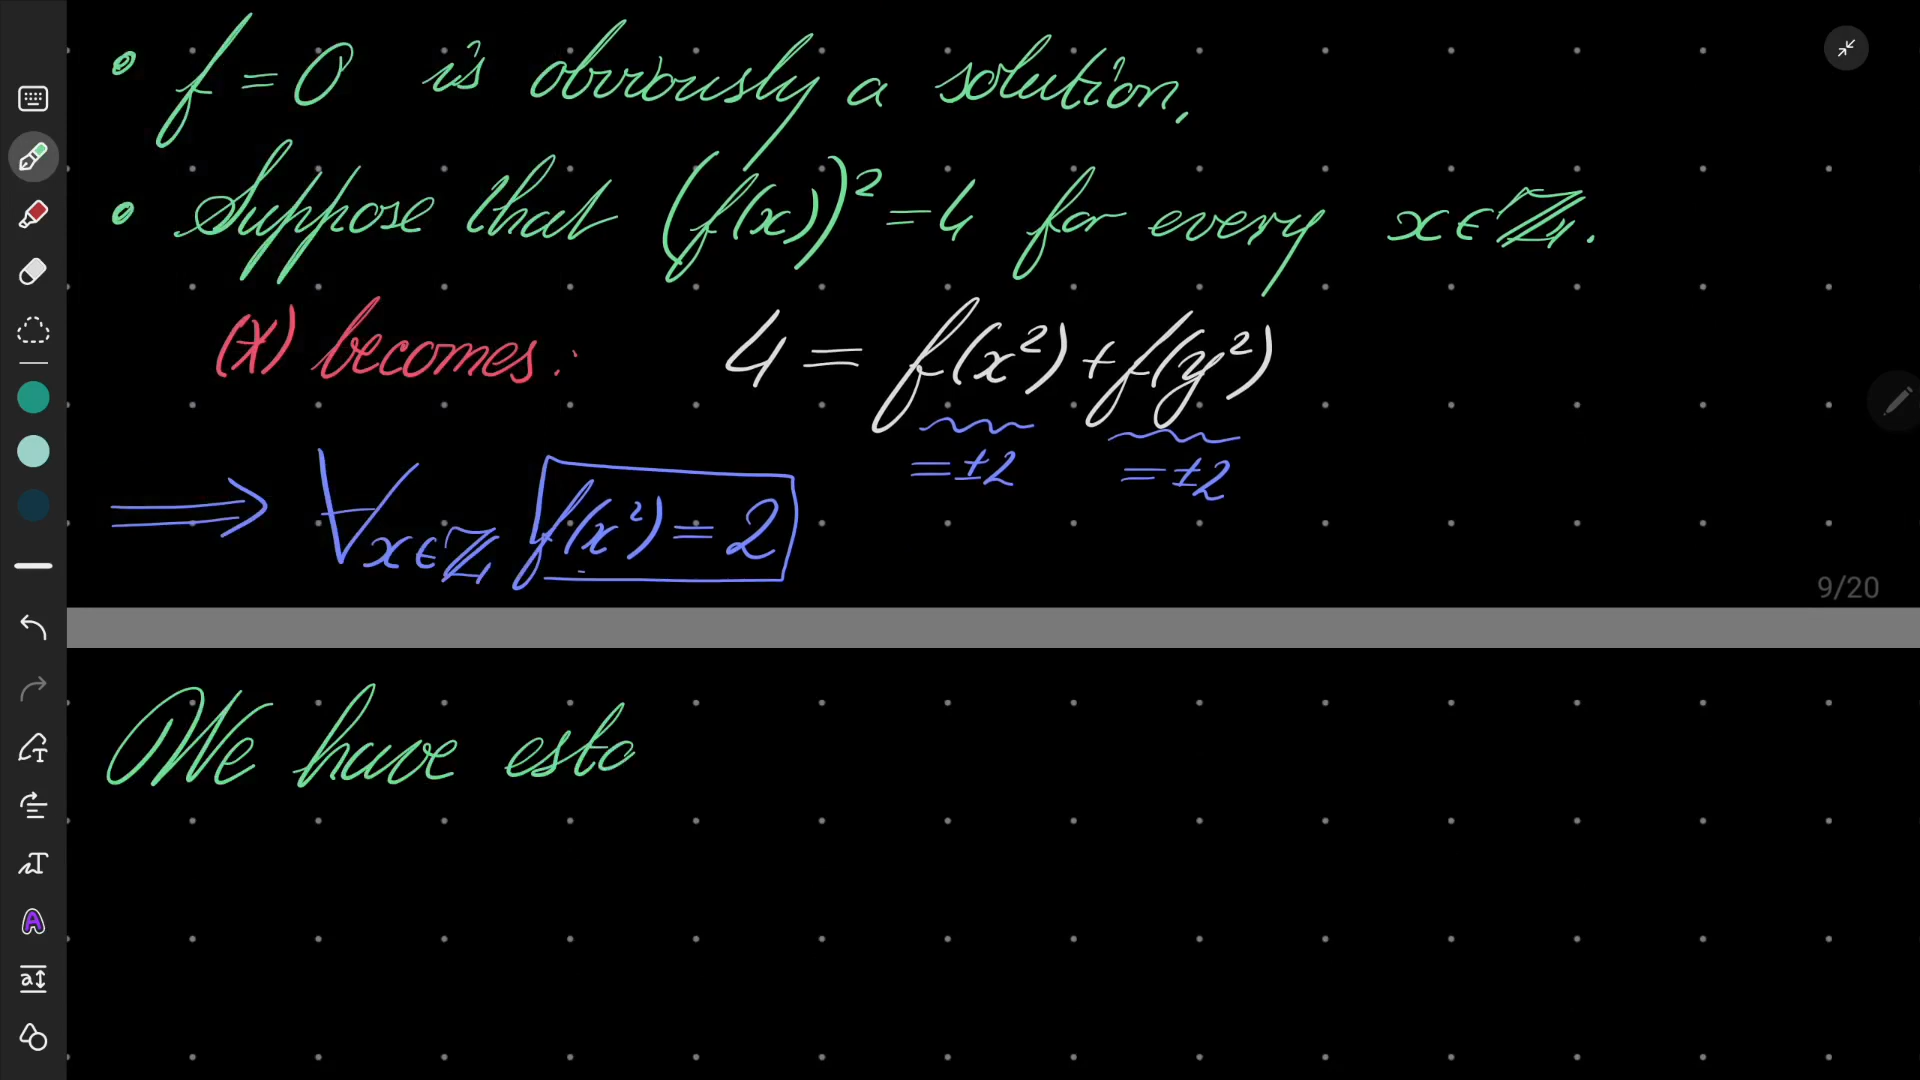 • f = 0 is obviously a solution.
• Suppose that (f(x))² = 4 for every x ∈ ℤ.
(*) becomes: 4 = f(x²) + f(y²)
= ±2 = ±2
⟹ ∀x∈ℤ f(x²) = 2
9/20
We have esta